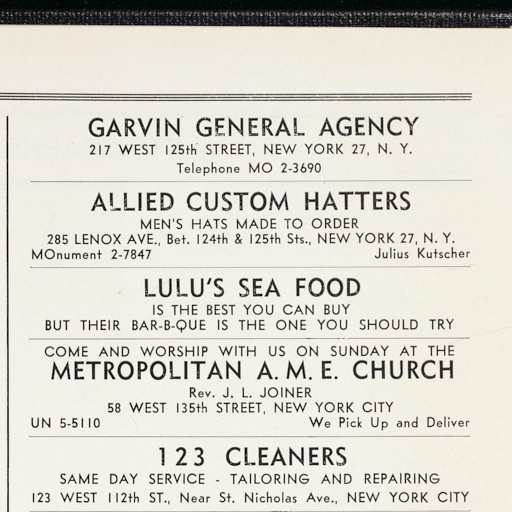 GARVIN GENERAL AGENCY
217 WEST 125th STREET, NEW YORK 27, N. Y.
Telephone MO 2-3690
ALLIED CUSTOM HATTERS
MEN'S HATS MADE TO ORDER
285 LENOX AVE., Bet. 124th & 125th Sts., NEW YORK 27, N. Y.
MOnument 2-7847 Julius Kutscher
LULU'S SEA FOOD
IS THE BEST YOU CAN BUY
BUT THEIR BAR-B-QUE IS THE ONE YOU SHOULD TRY
COME AND WORSHIP WITH US ON SUNDAY AT THE
METROPOLITAN A. M. E. CHURCH
Rev. J. L. JOINER
58 WEST 135th STREET, NEW YORK CITY
UN 5-5110 We Pick Up and Deliver
123 CLEANERS
SAME DAY SERVICE - TAILORING AND REPAIRING
123 WEST 112th ST., Near St. Nicholas Ave., NEW YORK CITY